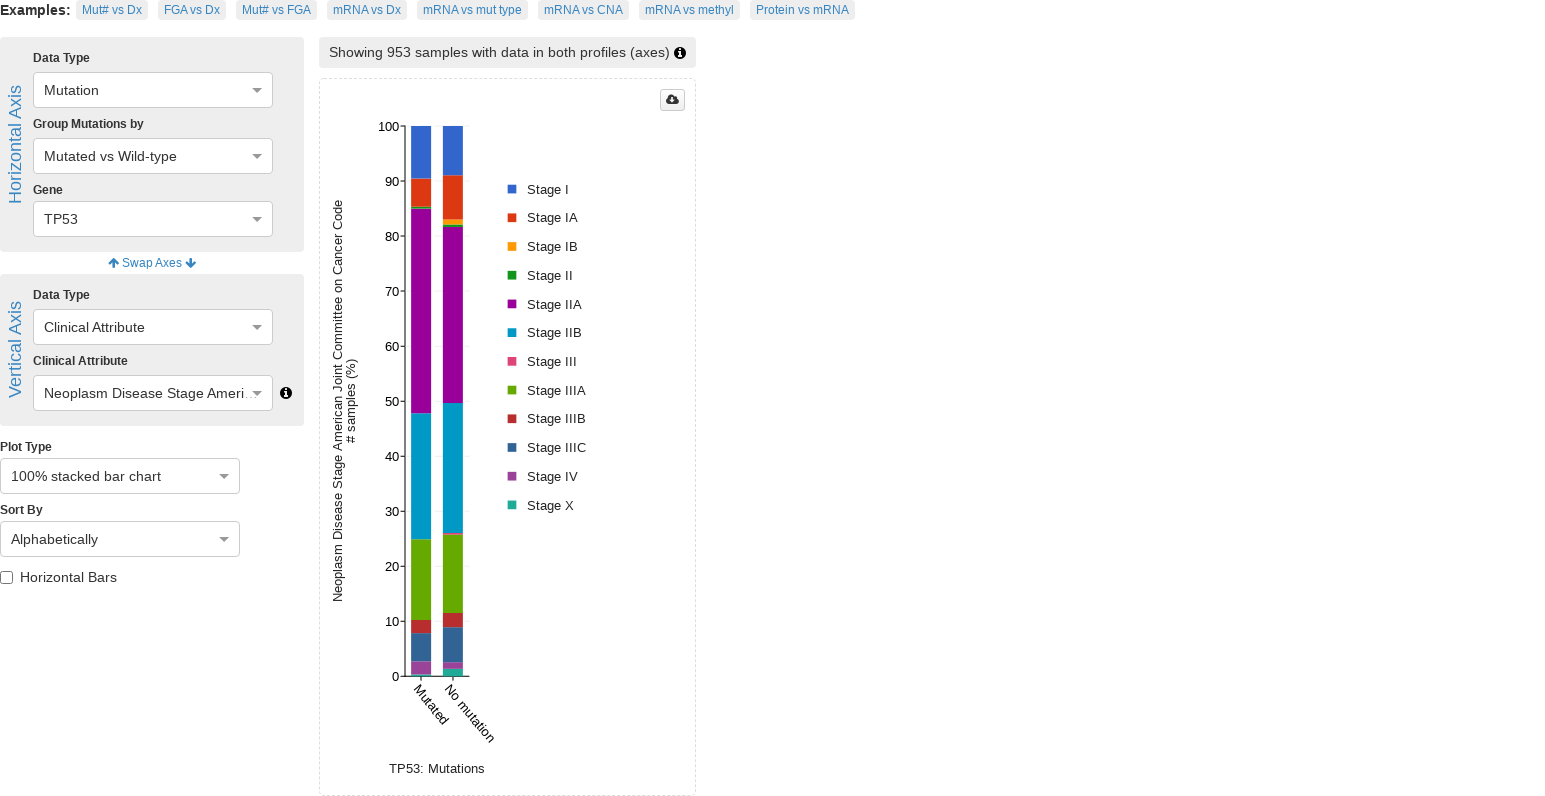 Examples: Mut# vs Dx FGA vs Dx Mut# vs FGA mRNA vs Dx mRNA vs mut type mRNA vs CNA mRNA vs methyl Protein vs mRNA
Horizontal Axis
Data Type
Mutation
Group Mutations by
Mutated vs Wild-type
Gene
TP53
Swap Axes
Vertical Axis
Data Type
Clinical Attribute
Clinical Attribute
Neoplasm Disease Stage Ameri...
Plot Type
100% stacked bar chart
Sort By
Alphabetically
Horizontal Bars
Showing 953 samples with data in both profiles (axes)
Neoplasm Disease Stage American Joint Committee on Cancer Code
# samples (%)
100
90
80
70
60
50
40
30
20
10
0
Mutated
No mutation
TP53: Mutations
Stage I
Stage IA
Stage IB
Stage II
Stage IIA
Stage IIB
Stage III
Stage IIIA
Stage IIIB
Stage IIIC
Stage IV
Stage X